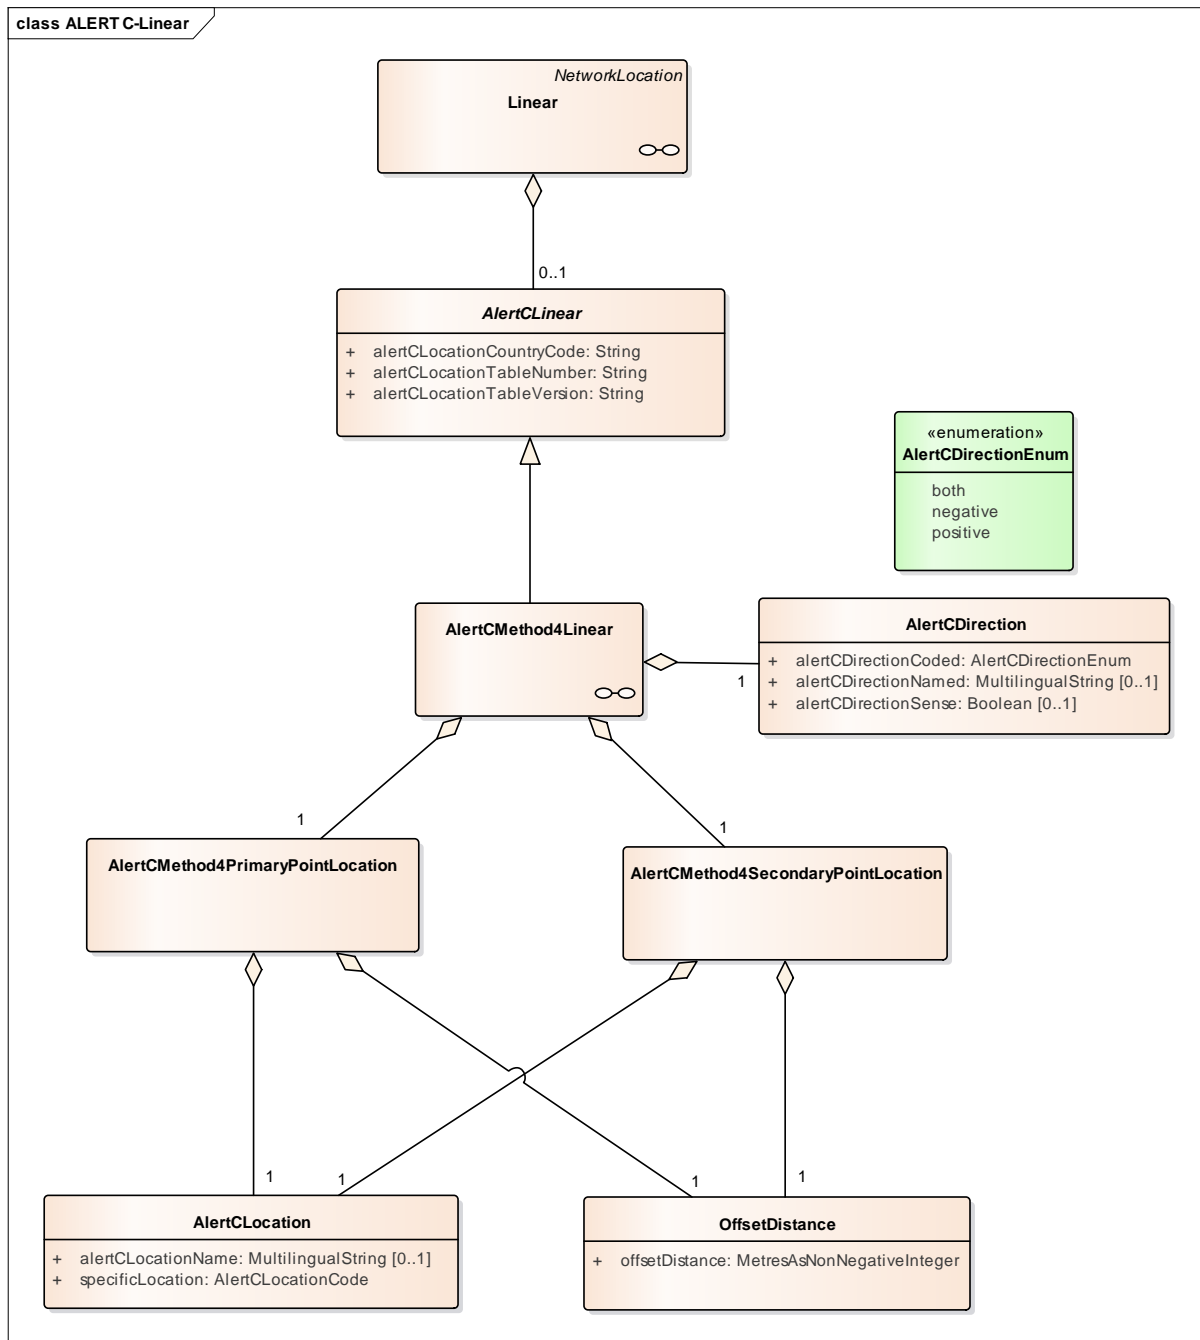 class ALERT C-Linear
NetworkLocation
Linear
0..1
AlertCLinear
+ alertCLocationCountryCode: String
+ alertCLocationTableNumber: String
+ alertCLocationTableVersion: String
«enumeration»
AlertCDirectionEnum
both
negative
positive
AlertCMethod4Linear
AlertCDirection
+ alertCDirectionCoded: AlertCDirectionEnum
+ alertCDirectionNamed: MultilingualString [0..1]
+ alertCDirectionSense: Boolean [0..1]
1
1
1
AlertCMethod4PrimaryPointLocation
AlertCMethod4SecondaryPointLocation
1
1
1
1
AlertCLocation
+ alertCLocationName: MultilingualString [0..1]
+ specificLocation: AlertCLocationCode
OffsetDistance
+ offsetDistance: MetresAsNonNegativeInteger